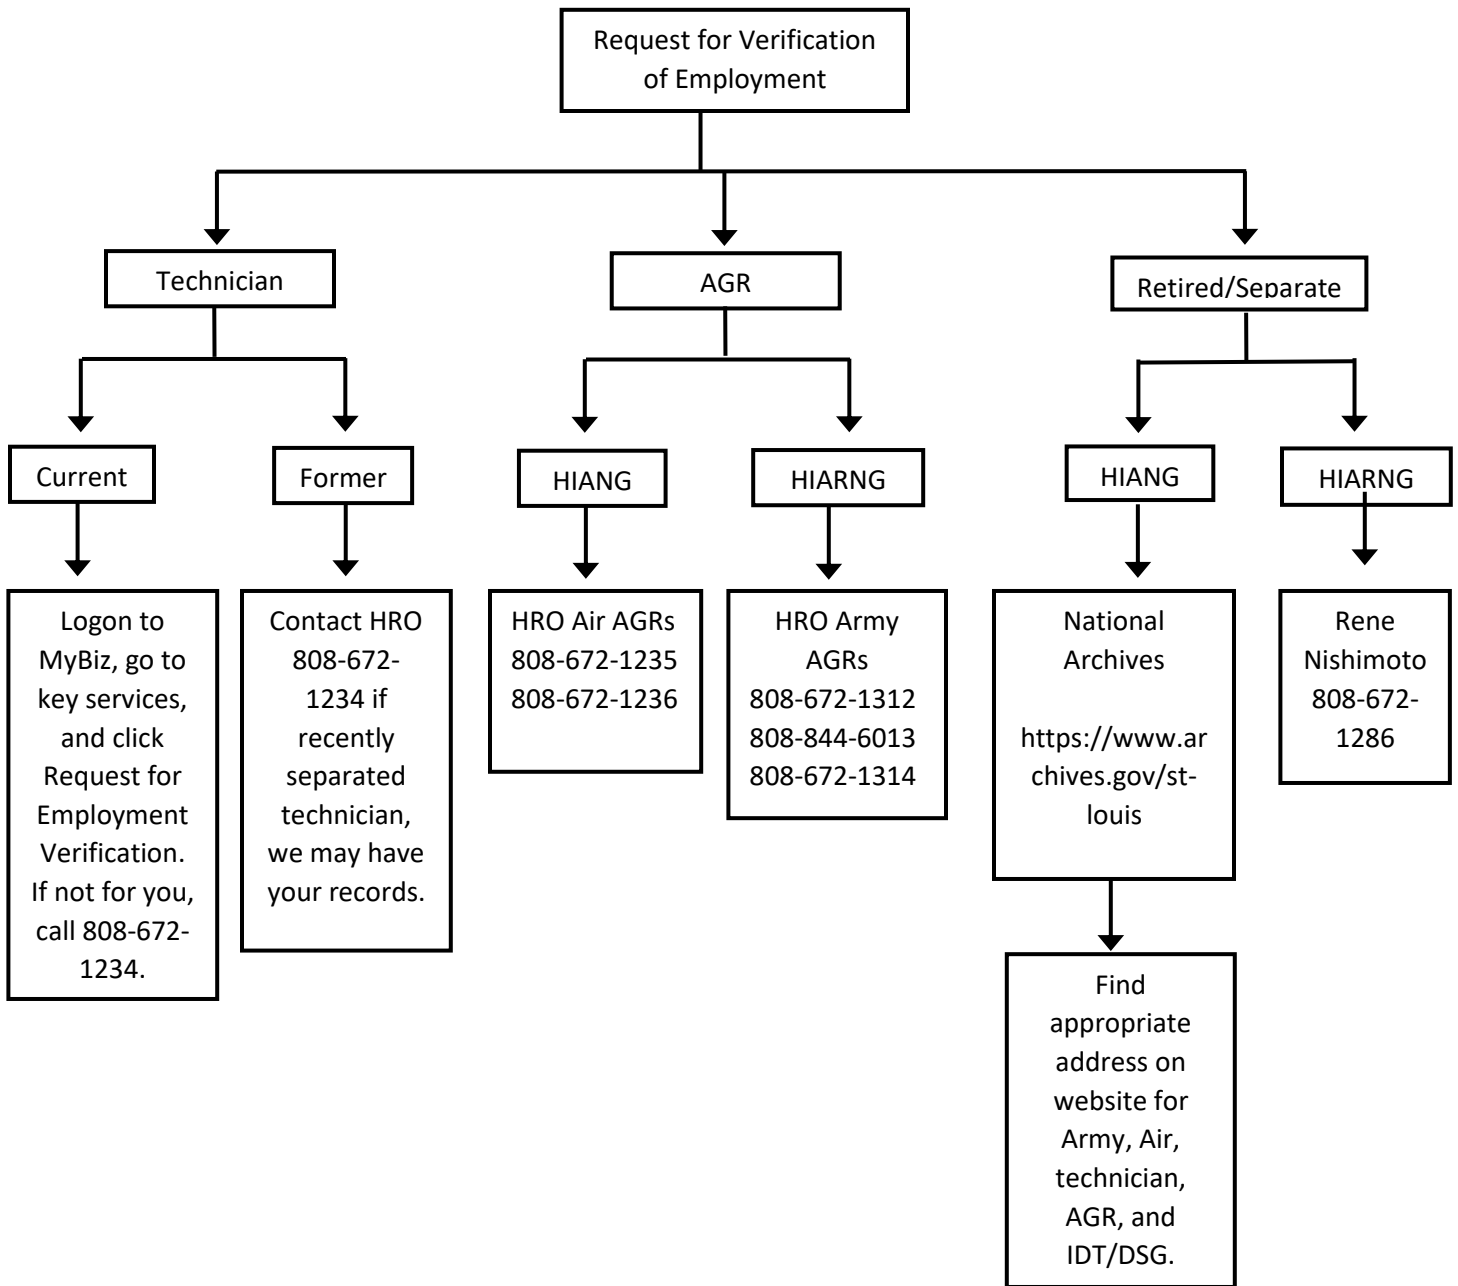 Request for Verification
of Employment
Technician
AGR
Retired/Separate
Current
Former
HIANG
HIARNG
HIANG
HIARNG
Logon to
MyBiz, go to
key services,
and click
Request for
Employment
Verification.
If not for you,
call 808-672-
1234.
Contact HRO
808-672-
1234 if
recently
separated
technician,
we may have
your records.
HRO Air AGRs
808-672-1235
808-672-1236
HRO Army
AGRs
808-672-1312
808-844-6013
808-672-1314
National
Archives
https://www.ar
chives.gov/st-
louis
Rene
Nishimoto
808-672-
1286
Find
appropriate
address on
website for
Army, Air,
technician,
AGR, and
IDT/DSG.